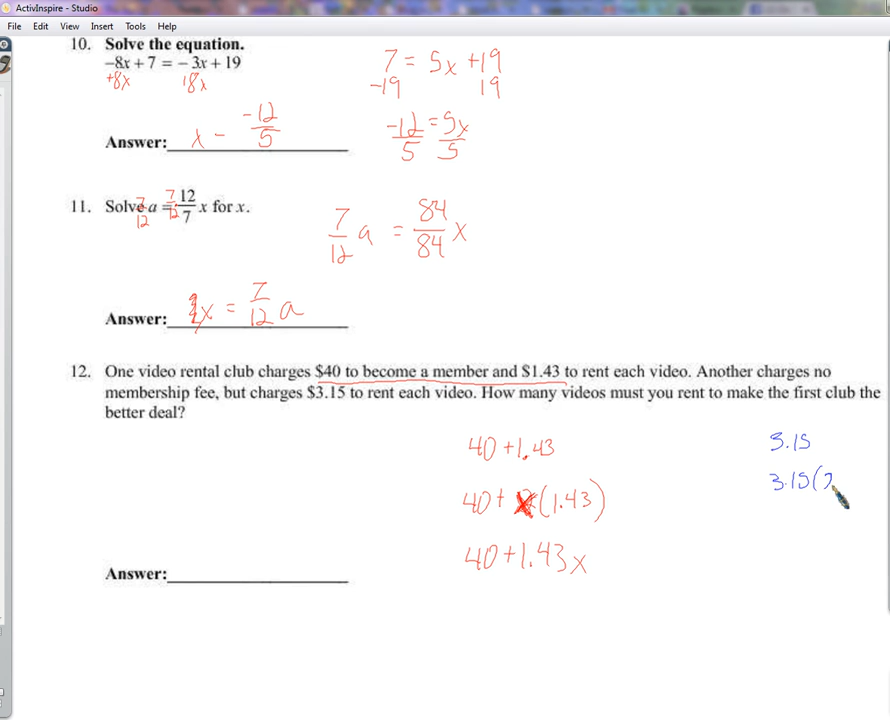 ActivInspire - Studio
File Edit View Insert Tools Help
10. Solve the equation.
−8x + 7 = − 3x + 19
+8x 18x
7 = 5x +19
-19 19
-12/5 = 5x/5
Answer: x - -12/5
11. Solve a = 12/7 x for x.
7/12 7/12
7/12 a = 84/84 x
Answer: x = 7/12 a
12. One video rental club charges $40 to become a member and $1.43 to rent each video. Another charges no
membership fee, but charges $3.15 to rent each video. How many videos must you rent to make the first club the
better deal?
40 + 1.43
40 + (1.43)
40 + 1.43x
3.15
3.15(2
Answer: